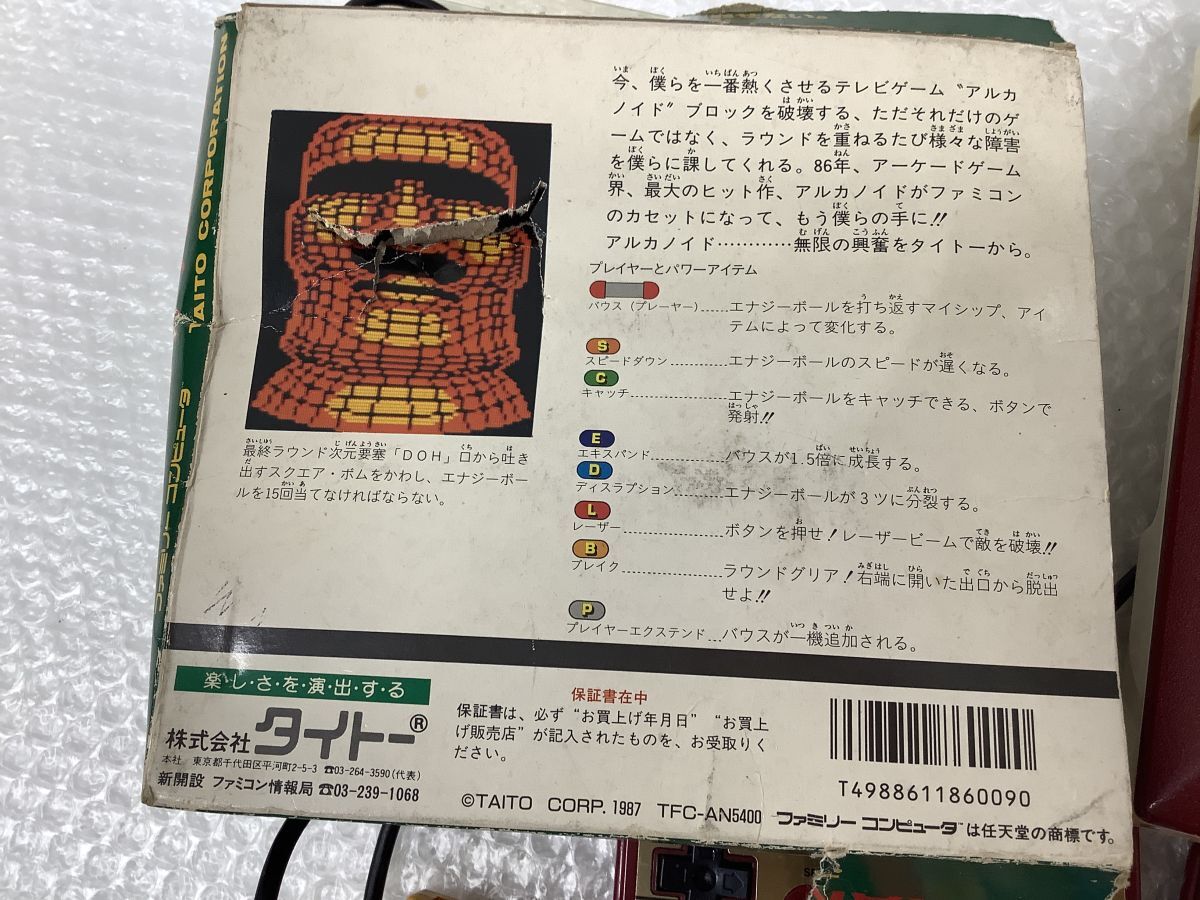 TAITO CORPORATION
今、僕らを一番熱くさせるテレビゲーム〝アルカ
ノイド〟ブロックを破壊する、ただそれだけのゲ
ームではなく、ラウンドを重ねるたび様々な障害
を僕らに課してくれる。86年、アーケードゲーム
界、最大のヒット作、アルカノイドがファミコン
のカセットになって、もう僕らの手に!!
アルカノイド…………無限の興奮をタイトーから。
プレイヤーとパワーアイテム
バウス（プレーヤー）……エナジーボールを打ち返すマイシップ、アイ
テムによって変化する。
S
スピードダウン…………エナジーボールのスピードが遅くなる。
C
キャッチ…………エナジーボールをキャッチできる、ボタンで
発射!!
E
エキスパンド…………バウスが1.5倍に成長する。
D
ディスラプション…………エナジーボールが3ツに分裂する。
L
レーザー…………ボタンを押せ!レーザービームで敵を破壊!!
B
ブレイク…………ラウンドグリア!右端に開いた出口から脱出
せよ!!
P
プレイヤーエクステンド…バウスが一機追加される。
最終ラウンド次元要塞「DOH」口から吐き
出すスクエア・ボムをかわし、エナジーボー
ルを15回当てなければならない。
楽・し・さ・を・演・出・す・る
株式会社 タイトー®
本社 東京都千代田区平河町2-5-3 ☎03-264-3590(代表)
新開設 ファミコン情報局 ☎03-239-1068
保証書在中
保証書は、必ず“お買上げ年月日”“お買上
げ販売店”が記入されたものを、お受取りく
ださい。
T4988611860090
©TAITO CORP. 1987 TFC-AN5400 ファミリー コンピュータ™は任天堂の商標です。